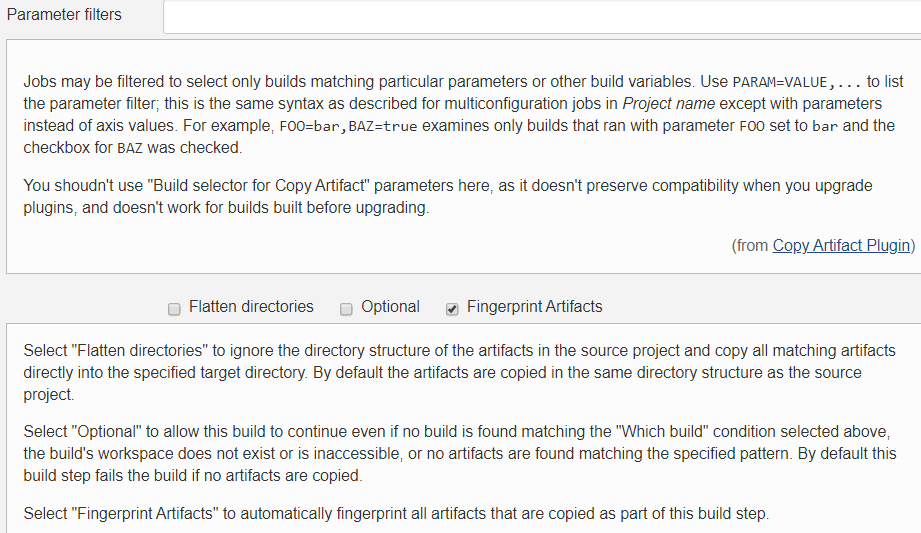 Parameter filters
Jobs may be filtered to select only builds matching particular parameters or other build variables. Use PARAM=VALUE,... to list
the parameter filter; this is the same syntax as described for multiconfiguration jobs in Project name except with parameters
instead of axis values. For example, FOO=bar,BAZ=true examines only builds that ran with parameter FOO set to bar and the
checkbox for BAZ was checked.
You shoudn't use "Build selector for Copy Artifact" parameters here, as it doesn't preserve compatibility when you upgrade
plugins, and doesn't work for builds built before upgrading.
(from Copy Artifact Plugin)
Flatten directories Optional Fingerprint Artifacts
Select "Flatten directories" to ignore the directory structure of the artifacts in the source project and copy all matching artifacts
directly into the specified target directory. By default the artifacts are copied in the same directory structure as the source
project.
Select "Optional" to allow this build to continue even if no build is found matching the "Which build" condition selected above,
the build's workspace does not exist or is inaccessible, or no artifacts are found matching the specified pattern. By default this
build step fails the build if no artifacts are copied.
Select "Fingerprint Artifacts" to automatically fingerprint all artifacts that are copied as part of this build step.